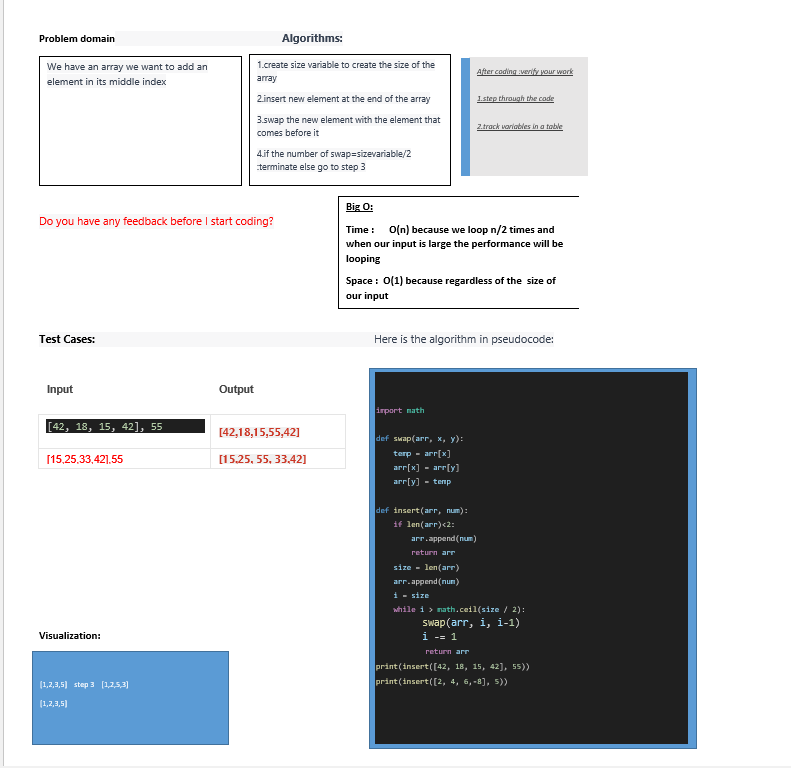 Problem domain
Algorithms:
We have an array we want to add an
element in its middle index
1.create size variable to create the size of the
array
2.insert new element at the end of the array
3.swap the new element with the element that
comes before it
4.if the number of swap=sizevariable/2
:terminate else go to step 3
After coding :verify your work
1.step through the code
2.track variables in a table
Do you have any feedback before I start coding?
Big O:
Time : O(n) because we loop n/2 times and
when our input is large the performance will be
looping
Space : O(1) because regardless of the size of
our input
Test Cases:
Here is the algorithm in pseudocode:
Input Output
[42, 18, 15, 42], 55 [42,18,15,55,42]
[15,25,33,42],55 [15,25, 55, 33,42]
import math
def swap(arr, x, y):
temp = arr[x]
arr[x] = arr[y]
arr[y] = temp
def insert(arr, num):
if len(arr)<2:
arr.append(num)
return arr
size = len(arr)
arr.append(num)
i = size
while i > math.ceil(size / 2):
swap(arr, i, i-1)
i -= 1
return arr
print(insert([42, 18, 15, 42], 55))
print(insert([2, 4, 6,-8], 5))
Visualization:
[1,2,3,5] step 3 [1,2,5,3]
[1,2,3,5]